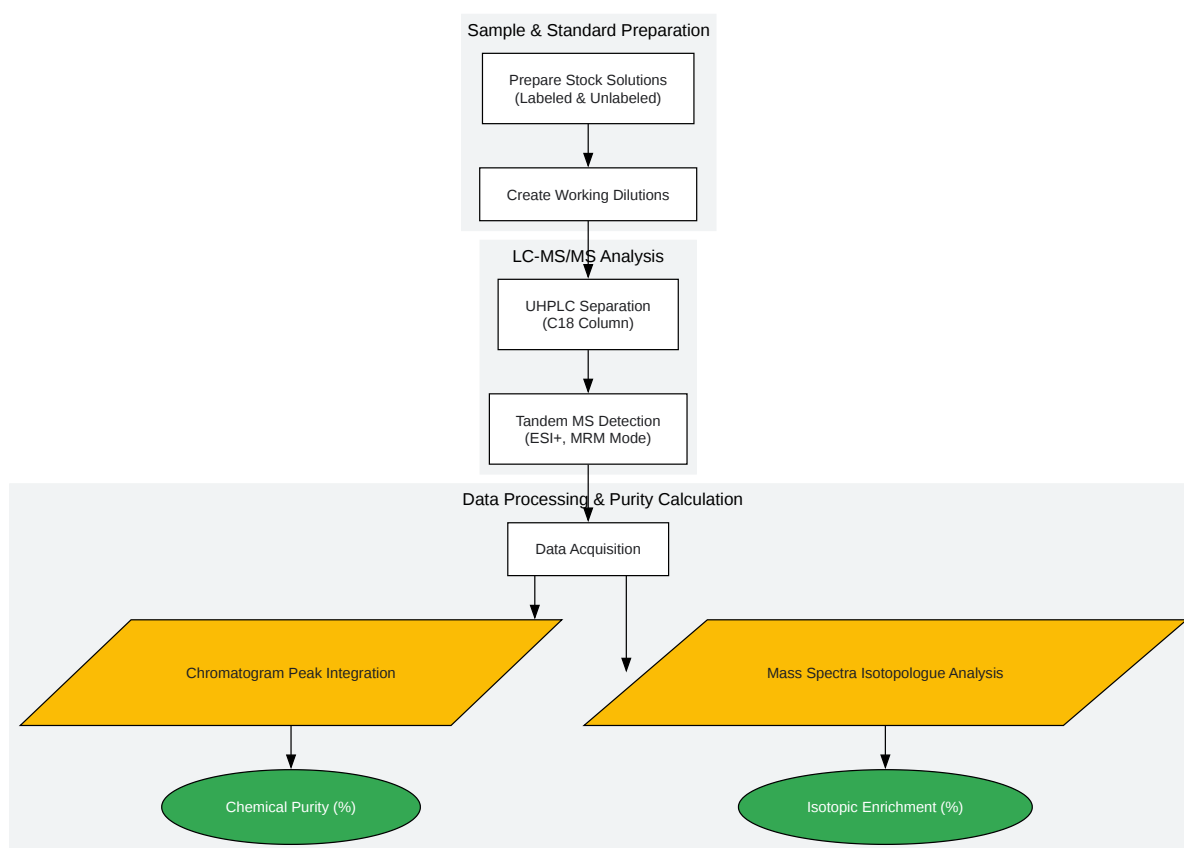 Sample & Standard Preparation
Prepare Stock Solutions
(Labeled & Unlabeled)
Create Working Dilutions
LC-MS/MS Analysis
UHPLC Separation
(C18 Column)
Tandem MS Detection
(ESI+, MRM Mode)
Data Processing & Purity Calculation
Data Acquisition
Chromatogram Peak Integration
Mass Spectra Isotopologue Analysis
Chemical Purity (%)
Isotopic Enrichment (%)